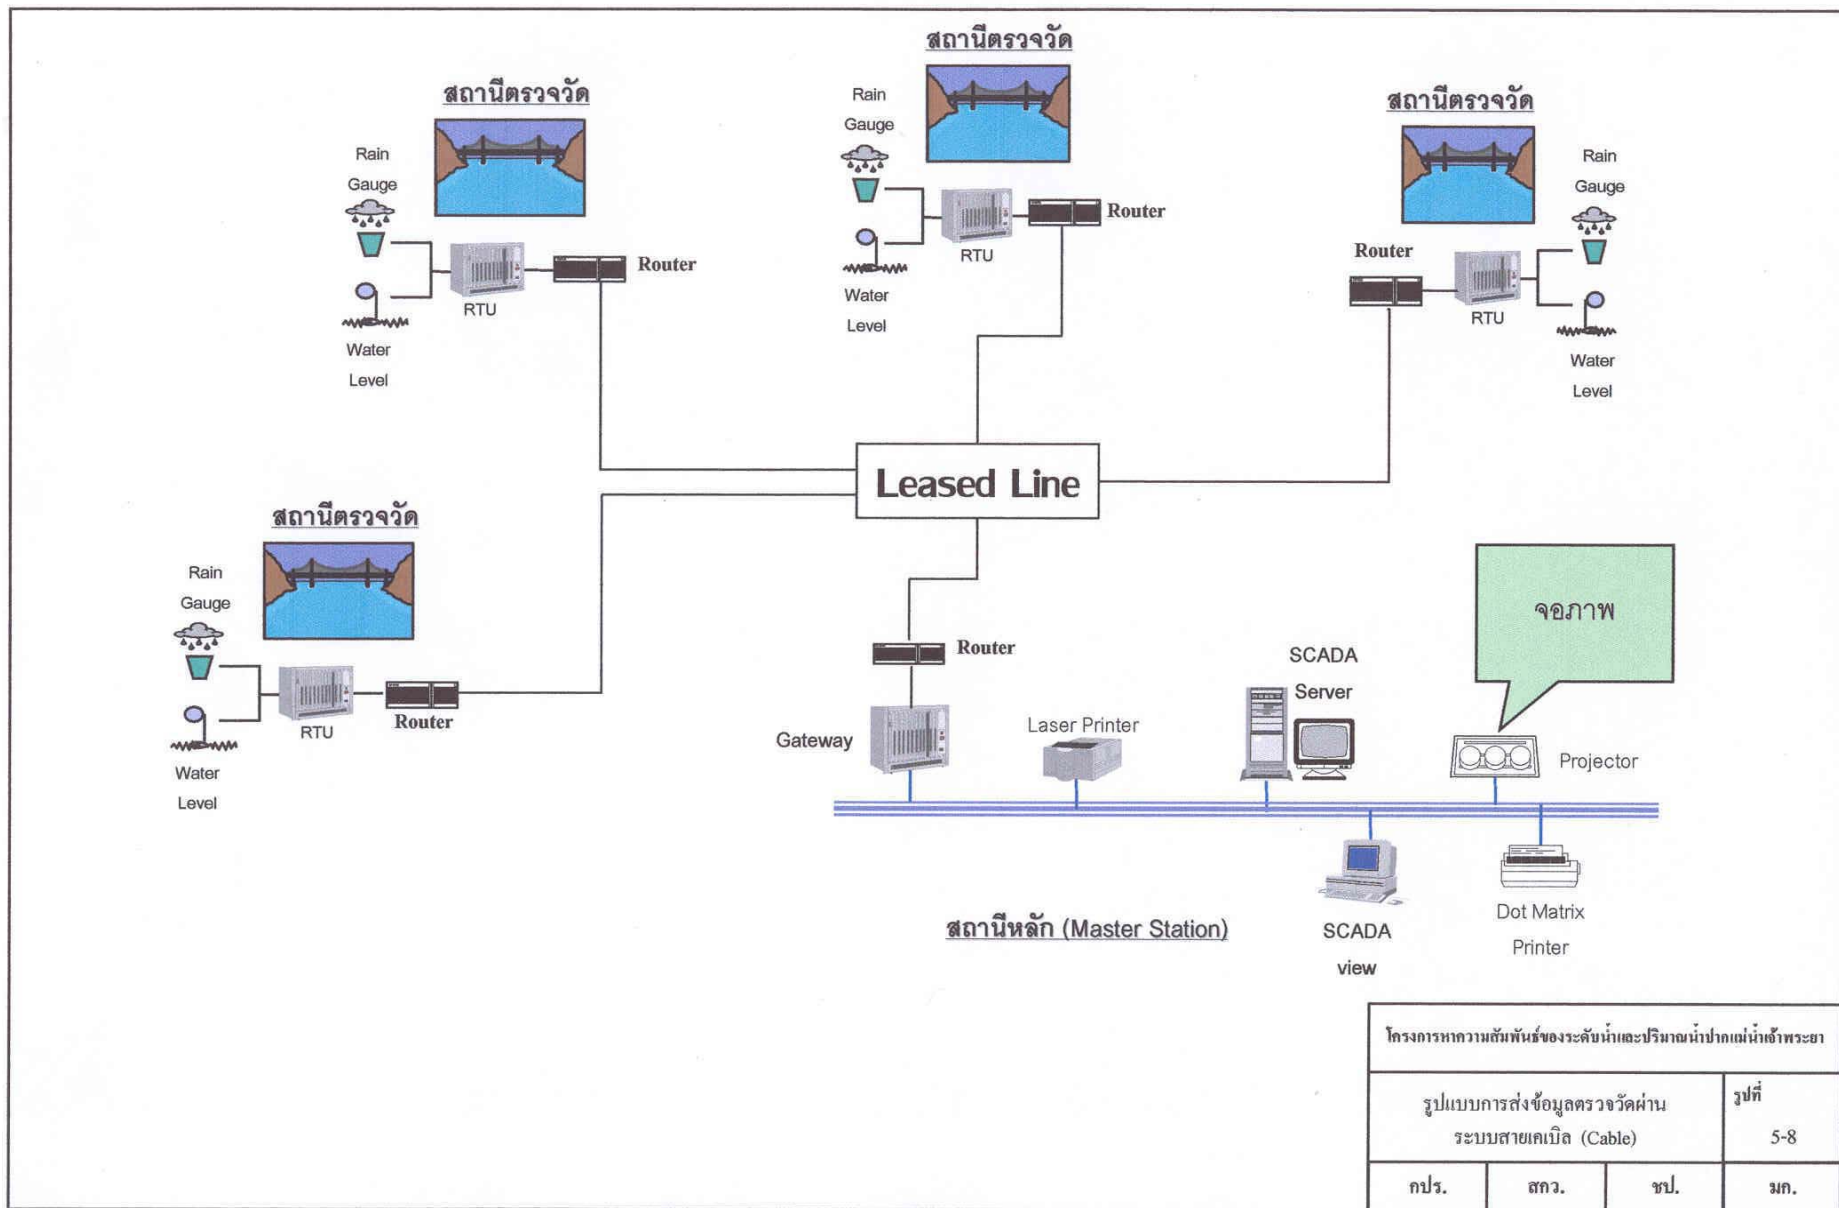 สถานีตรวจวัด
Rain
Gauge
RTU
Router
Water
Level
สถานีตรวจวัด
Rain
Gauge
RTU
Router
Water
Level
สถานีตรวจวัด
Rain
Gauge
Router
RTU
Water
Level
Leased Line
สถานีตรวจวัด
Rain
Gauge
RTU
Router
Water
Level
Router
Gateway
Laser Printer
SCADA
Server
จอภาพ
Projector
SCADA
view
Dot Matrix
Printer
สถานีหลัก (Master Station)
โครงการหาความสัมพันธ์ของระดับน้ำและปริมาณน้ำปากแม่น้ำเจ้าพระยา
รูปแบบการส่งข้อมูลตรวจวัดผ่าน
ระบบสายเคเบิล (Cable)
รูปที่
5-8
กปร.
สกว.
ชป.
มก.